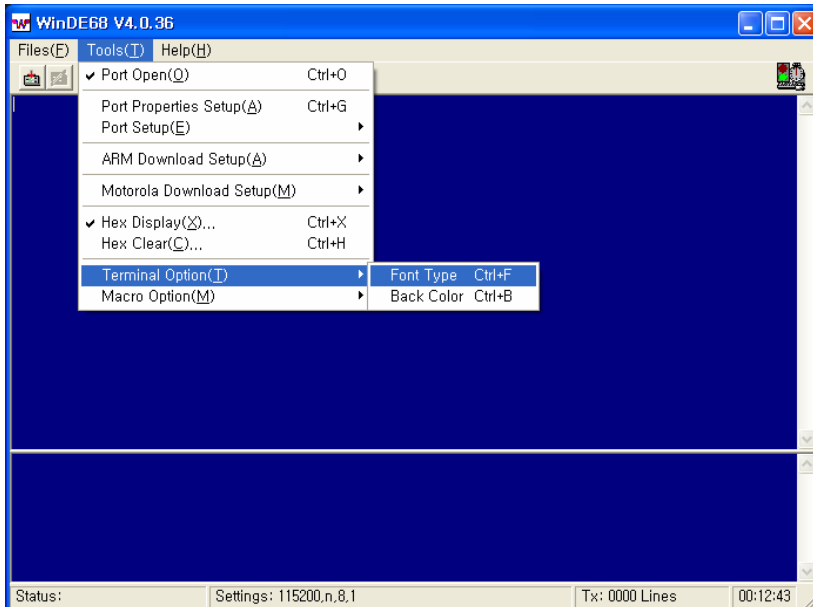 WinDE68 V4.0.36
Files(F) Tools(T) Help(H)
Port Open(O) Ctrl+O
Port Properties Setup(A) Ctrl+G
Port Setup(E)
ARM Download Setup(A)
Motorola Download Setup(M)
Hex Display(X)... Ctrl+X
Hex Clear(C)... Ctrl+H
Terminal Option(T)
Font Type Ctrl+F
Macro Option(M)
Back Color Ctrl+B
Status: Settings: 115200,n,8,1 Tx: 0000 Lines 00:12:43